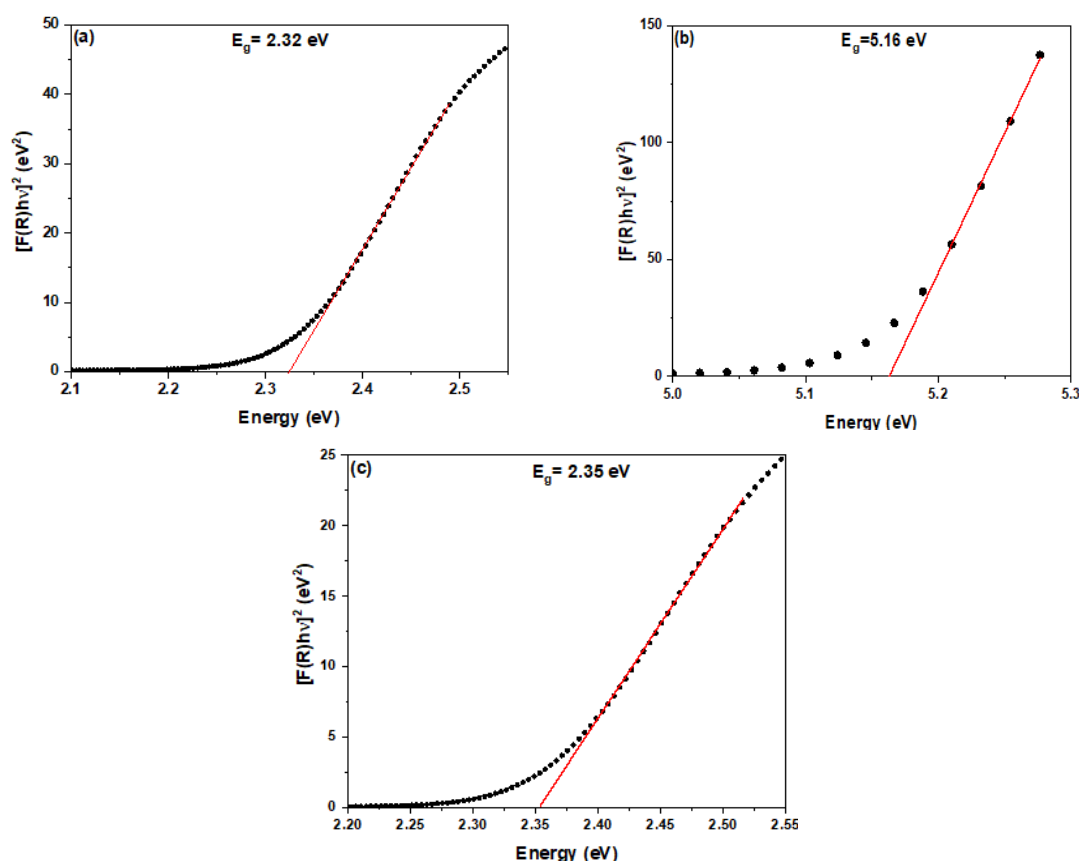 (a)
E_g= 2.32 eV
[F(R)hν]² (eV²)
50
40
30
20
10
0
2.1 2.2 2.3 2.4 2.5
Energy (eV)
(b)
E_g=5.16 eV
[F(R)hν]² (eV²)
150
100
50
0
5.0 5.1 5.2 5.3
Energy (eV)
(c)
E_g= 2.35 eV
[F(R)hν]² (eV²)
25
20
15
10
5
0
2.20 2.25 2.30 2.35 2.40 2.45 2.50 2.55
Energy (eV)